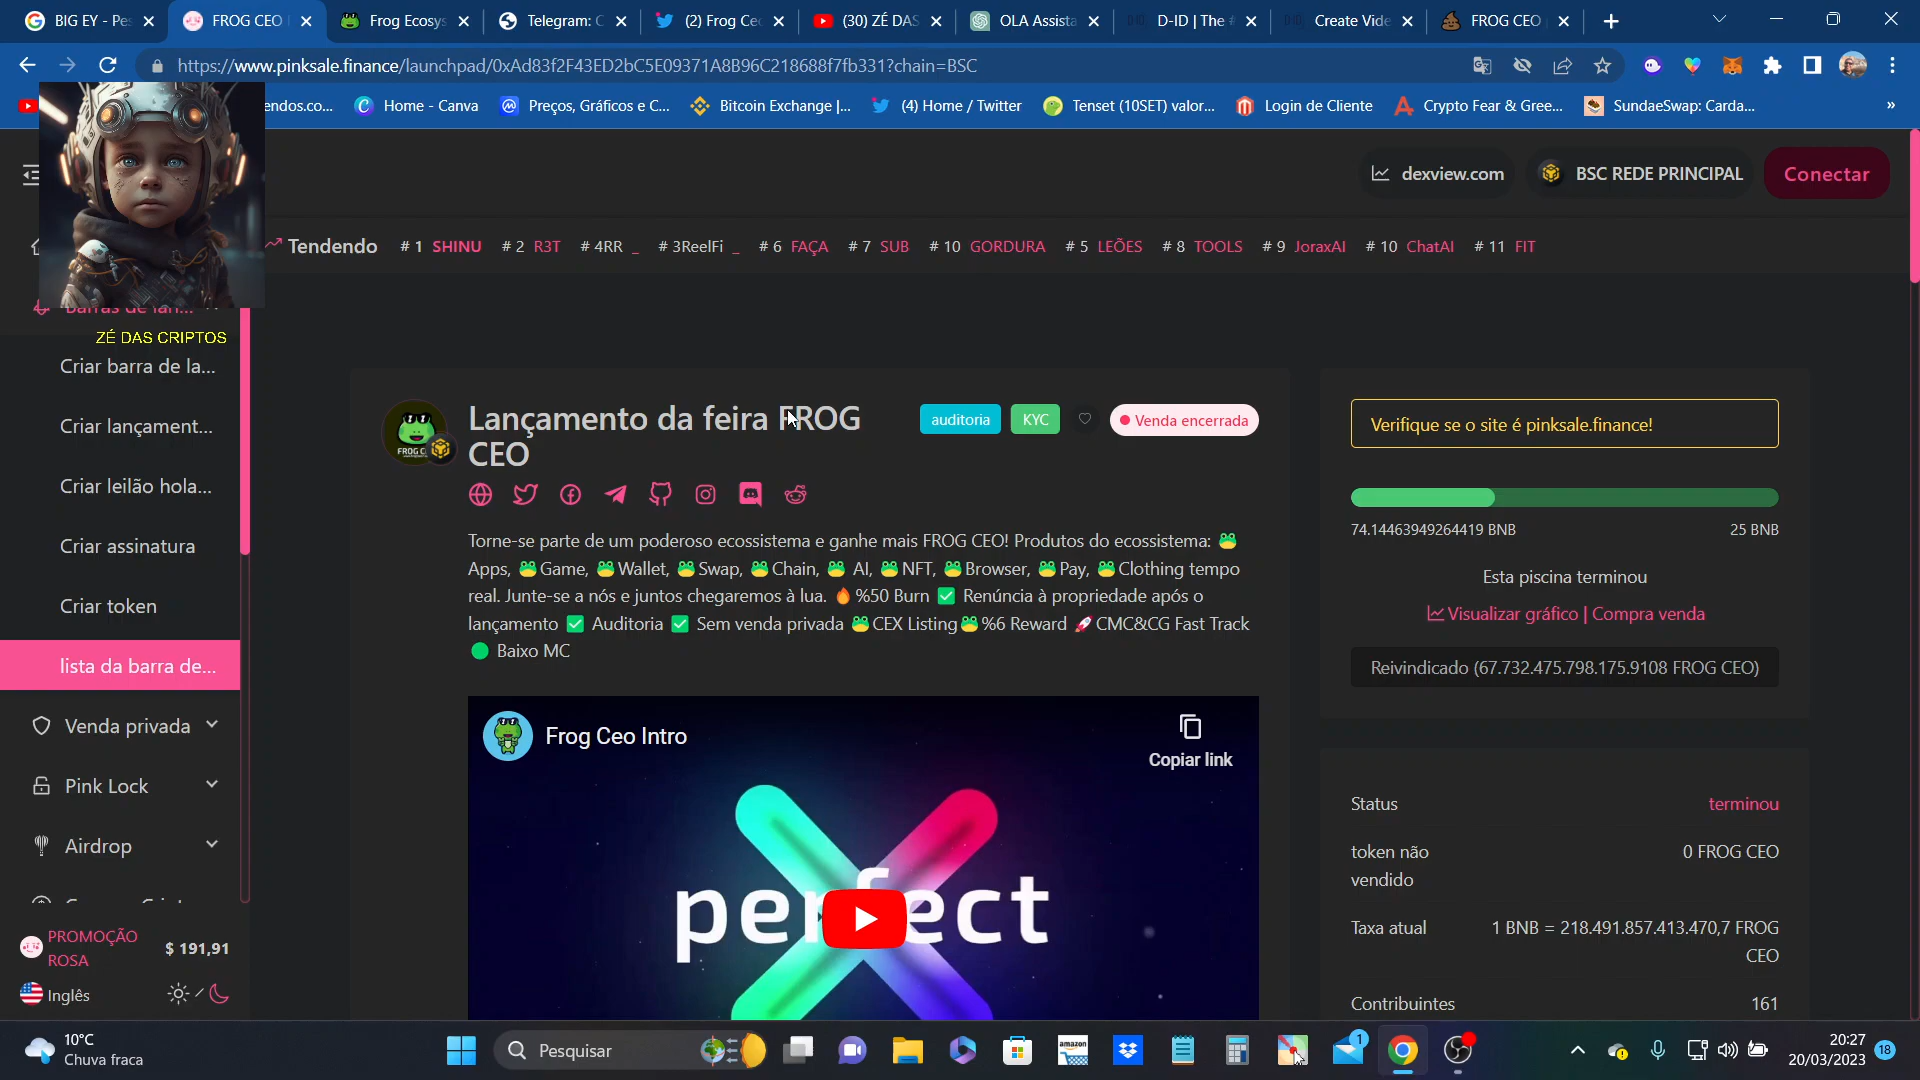 BIG EY - Pes
FROG CEO
Frog Ecosys
Telegram: C
(2) Frog Ceo
(30) ZÉ DAS
OLA Assista
D-ID | The #
Create Vide
FROG CEO
https://www.pinksale.finance/launchpad/0xAd83f2F43ED2bC5E09371A8B96C218688f7fb331?chain=BSC
endos.co...
Home - Canva
Preços, Gráficos e C...
Bitcoin Exchange |...
(4) Home / Twitter
Tenset (10SET) valor...
Login de Cliente
Crypto Fear & Gree...
SundaeSwap: Carda...
»
dexview.com
BSC REDE PRINCIPAL
Conectar
Tendendo
# 1 SHINU
# 2 R3T
# 4RR _
# 3ReelFi _
# 6 FAÇA
# 7 SUB
# 10 GORDURA
# 5 LEÕES
# 8 TOOLS
# 9 JoraxAI
# 10 ChatAI
# 11 FIT
ZÉ DAS CRIPTOS
Criar barra de la...
Criar lançament...
Criar leilão hola...
Criar assinatura
Criar token
lista da barra de...
Venda privada
Pink Lock
Airdrop
PROMOÇÃO
ROSA
$ 191,91
Inglês
Lançamento da feira FROG
CEO
auditoria
KYC
Venda encerrada
FROG C
Torne-se parte de um poderoso ecossistema e ganhe mais FROG CEO! Produtos do ecossistema: 🐸
Apps, 🐸Game, 🐸Wallet, 🐸Swap, 🐸Chain, 🐸 AI, 🐸NFT, 🐸Browser, 🐸Pay, 🐸Clothing tempo
real. Junte-se a nós e juntos chegaremos à lua. 🔥 %50 Burn ✅ Renúncia à propriedade após o
lançamento ✅ Auditoria ✅ Sem venda privada 🐸CEX Listing🐸%6 Reward 🚀CMC&CG Fast Track
🟢 Baixo MC
Frog Ceo Intro
Copiar link
perfect
Verifique se o site é pinksale.finance!
74.14463949264419 BNB
25 BNB
Esta piscina terminou
Visualizar gráfico | Compra venda
Reivindicado (67.732.475.798.175.9108 FROG CEO)
Status
terminou
token não
vendido
0 FROG CEO
Taxa atual
1 BNB = 218.491.857.413.470,7 FROG
CEO
Contribuintes
161
10°C
Chuva fraca
Pesquisar
amazon
1
20:27
20/03/2023
18